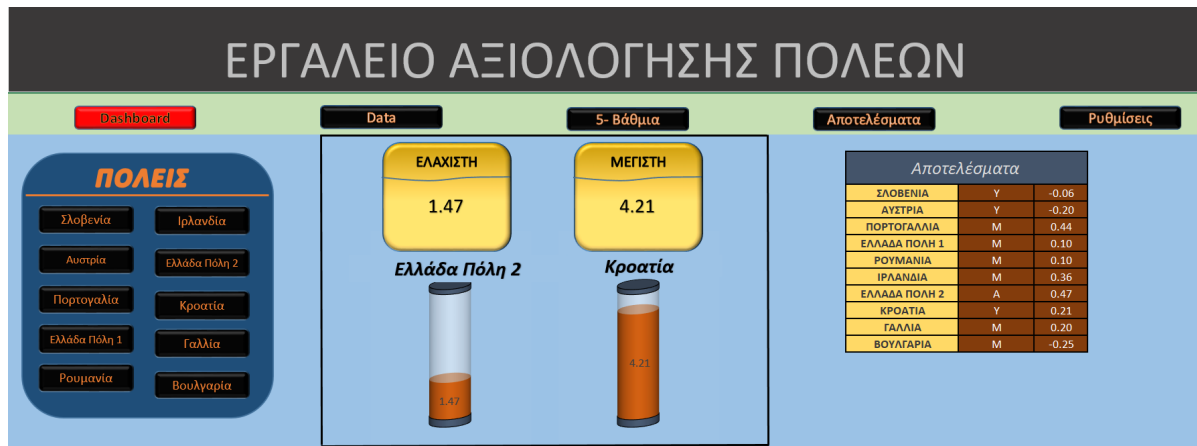 ΕΡΓΑΛΕΙΟ ΑΞΙΟΛΟΓΗΣΗΣ ΠΟΛΕΩΝ
Dashboard Data 5- Βάθμια Αποτελέσματα Ρυθμίσεις
ΠΟΛΕΙΣ
Σλοβενία Ιρλανδία
Αυστρία Ελλάδα Πόλη 2
Πορτογαλία Κροατία
Ελλάδα Πόλη 1 Γαλλία
Ρουμανία Βουλγαρία
ΕΛΑΧΙΣΤΗ ΜΕΓΙΣΤΗ
1.47 4.21
Ελλάδα Πόλη 2 Κροατία
4.21
1.47
Αποτελέσματα
ΣΛΟΒΕΝΙΑ Υ -0.06
ΑΥΣΤΡΙΑ Υ -0.20
ΠΟΡΤΟΓΑΛΛΙΑ Μ 0.44
ΕΛΛΑΔΑ ΠΟΛΗ 1 Μ 0.10
ΡΟΥΜΑΝΙΑ Μ 0.10
ΙΡΛΑΝΔΙΑ Μ 0.36
ΕΛΛΑΔΑ ΠΟΛΗ 2 Α 0.47
ΚΡΟΑΤΙΑ Υ 0.21
ΓΑΛΛΙΑ Μ 0.20
ΒΟΥΛΓΑΡΙΑ Μ -0.25